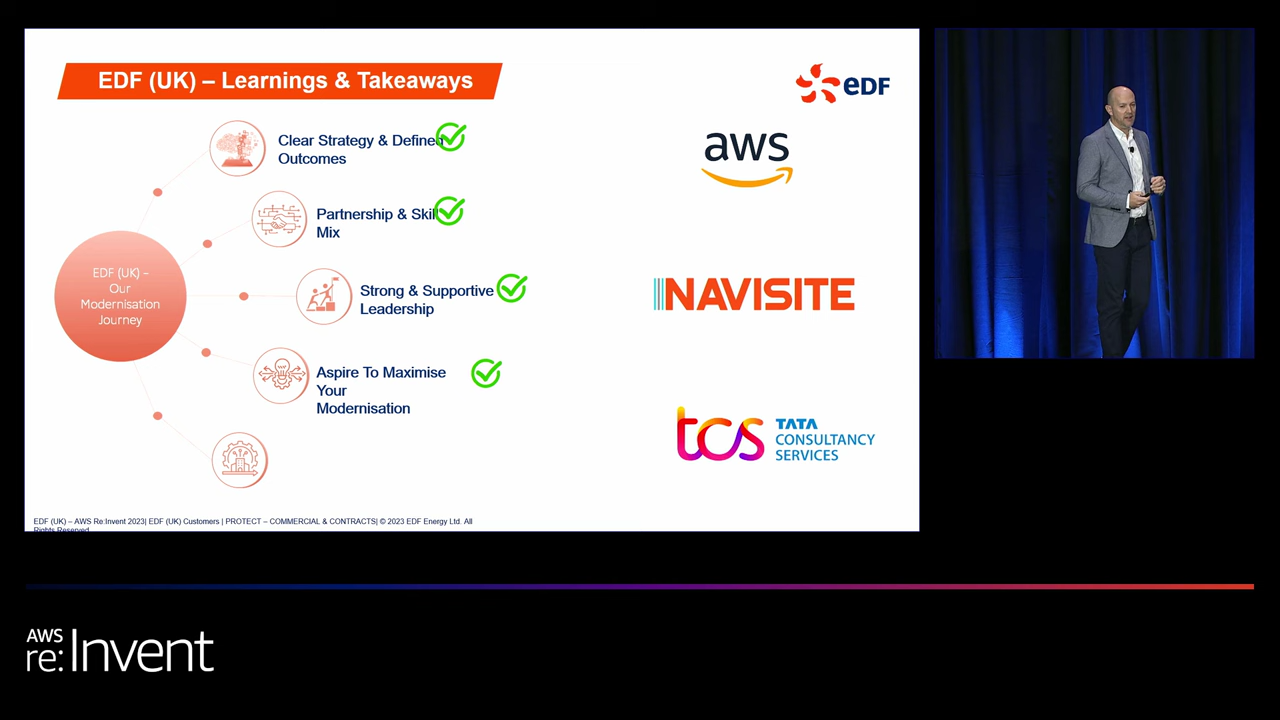 EDF (UK) – Learnings & Takeaways
eDF
Clear Strategy & Defined
Outcomes
aws
Partnership & Skill
Mix
EDF (UK) –
Our
Modernisation
Journey
Strong & Supportive
Leadership
NAVISITE
Aspire To Maximise
Your
Modernisation
tcs
TATA
CONSULTANCY
SERVICES
EDF (UK) – AWS Re:Invent 2023| EDF (UK) Customers | PROTECT – COMMERCIAL & CONTRACTS| © 2023 EDF Energy Ltd. All
Rights Reserved
AWS
re:Invent